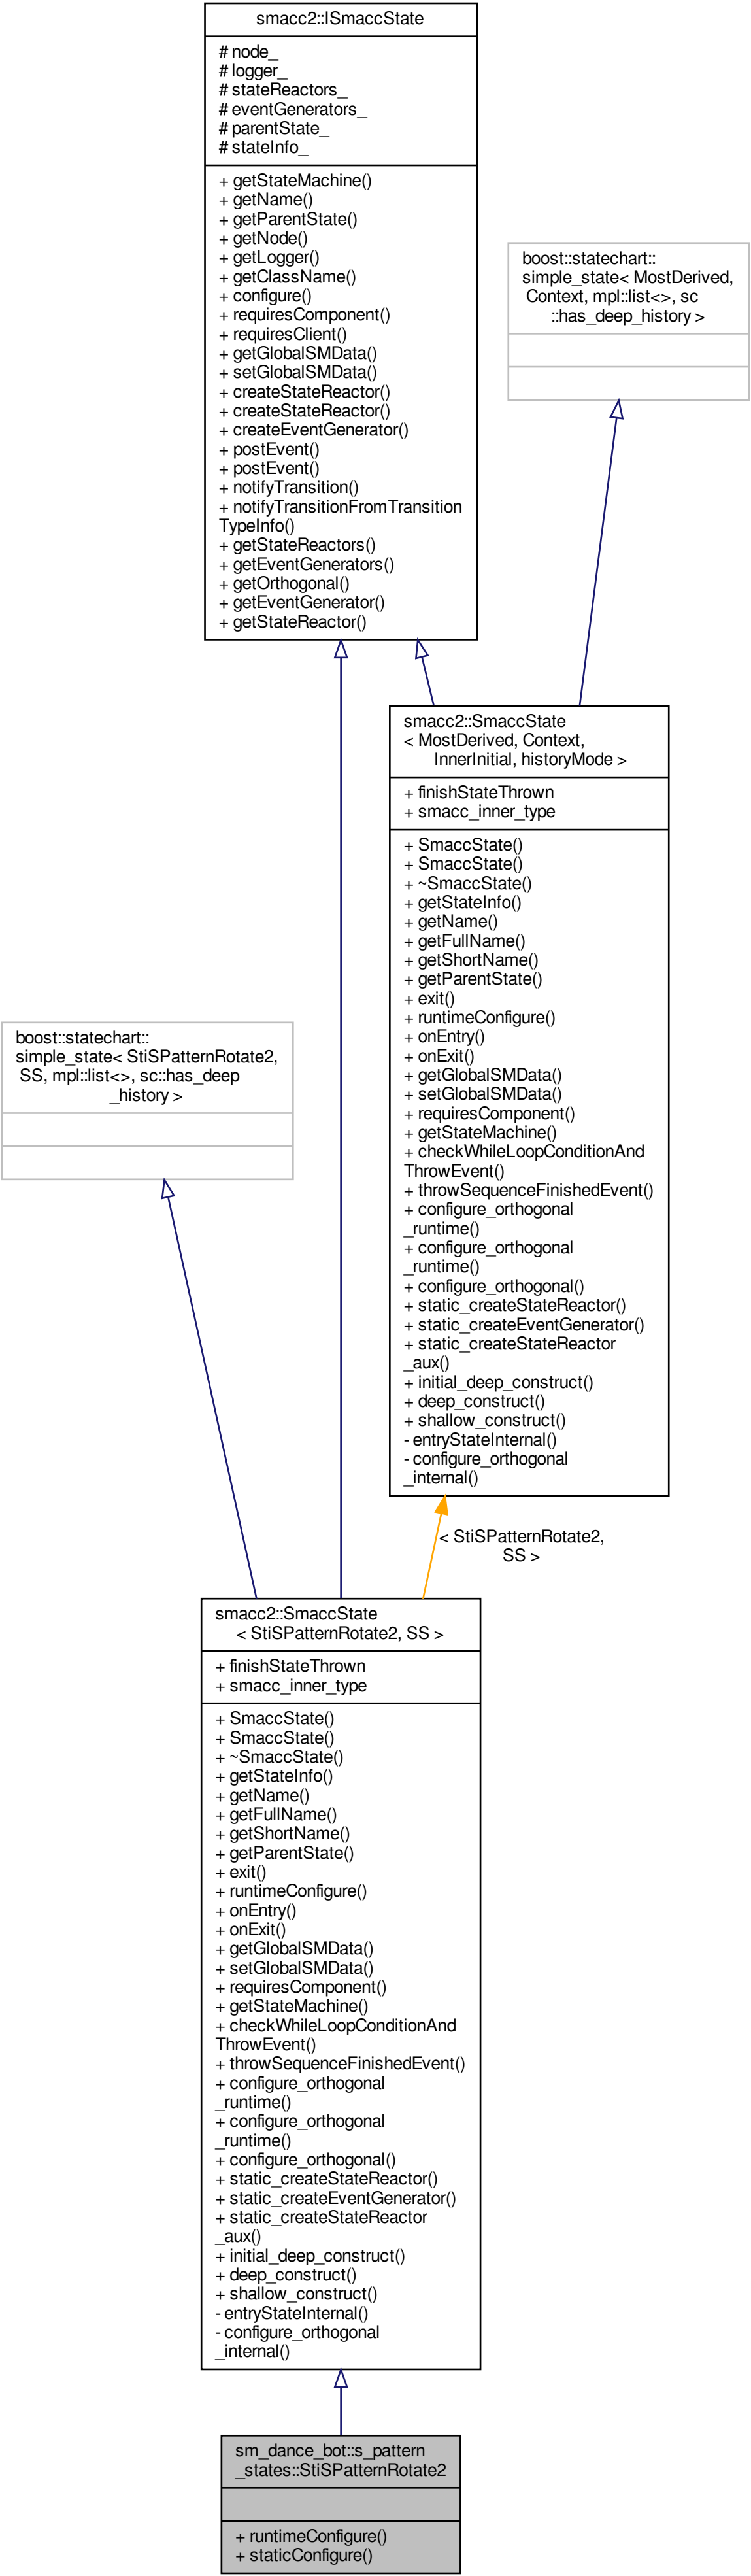 smacc2::ISmaccState
# node_
# logger_
# stateReactors_
# eventGenerators_
# parentState_
# stateInfo_
+ getStateMachine()
+ getName()
+ getParentState()
+ getNode()
+ getLogger()
+ getClassName()
+ configure()
+ requiresComponent()
+ requiresClient()
+ getGlobalSMData()
+ setGlobalSMData()
+ createStateReactor()
+ createStateReactor()
+ createEventGenerator()
+ postEvent()
+ postEvent()
+ notifyTransition()
+ notifyTransitionFromTransition
TypeInfo()
+ getStateReactors()
+ getEventGenerators()
+ getOrthogonal()
+ getEventGenerator()
+ getStateReactor()
boost::statechart::
simple_state< MostDerived,
Context, mpl::list<>, sc
::has_deep_history >
smacc2::SmaccState
< MostDerived, Context,
InnerInitial, historyMode >
+ finishStateThrown
+ smacc_inner_type
+ SmaccState()
+ SmaccState()
+ ~SmaccState()
+ getStateInfo()
+ getName()
+ getFullName()
+ getShortName()
+ getParentState()
+ exit()
+ runtimeConfigure()
+ onEntry()
+ onExit()
+ getGlobalSMData()
+ setGlobalSMData()
+ requiresComponent()
+ getStateMachine()
+ checkWhileLoopConditionAnd
ThrowEvent()
+ throwSequenceFinishedEvent()
+ configure_orthogonal
_runtime()
+ configure_orthogonal
_runtime()
+ configure_orthogonal()
+ static_createStateReactor()
+ static_createEventGenerator()
+ static_createStateReactor
_aux()
+ initial_deep_construct()
+ deep_construct()
+ shallow_construct()
- entryStateInternal()
- configure_orthogonal
_internal()
boost::statechart::
simple_state< StiSPatternRotate2,
SS, mpl::list<>, sc::has_deep
_history >
< StiSPatternRotate2,
SS >
smacc2::SmaccState
< StiSPatternRotate2, SS >
+ finishStateThrown
+ smacc_inner_type
+ SmaccState()
+ SmaccState()
+ ~SmaccState()
+ getStateInfo()
+ getName()
+ getFullName()
+ getShortName()
+ getParentState()
+ exit()
+ runtimeConfigure()
+ onEntry()
+ onExit()
+ getGlobalSMData()
+ setGlobalSMData()
+ requiresComponent()
+ getStateMachine()
+ checkWhileLoopConditionAnd
ThrowEvent()
+ throwSequenceFinishedEvent()
+ configure_orthogonal
_runtime()
+ configure_orthogonal
_runtime()
+ configure_orthogonal()
+ static_createStateReactor()
+ static_createEventGenerator()
+ static_createStateReactor
_aux()
+ initial_deep_construct()
+ deep_construct()
+ shallow_construct()
- entryStateInternal()
- configure_orthogonal
_internal()
sm_dance_bot::s_pattern
_states::StiSPatternRotate2
+ runtimeConfigure()
+ staticConfigure()